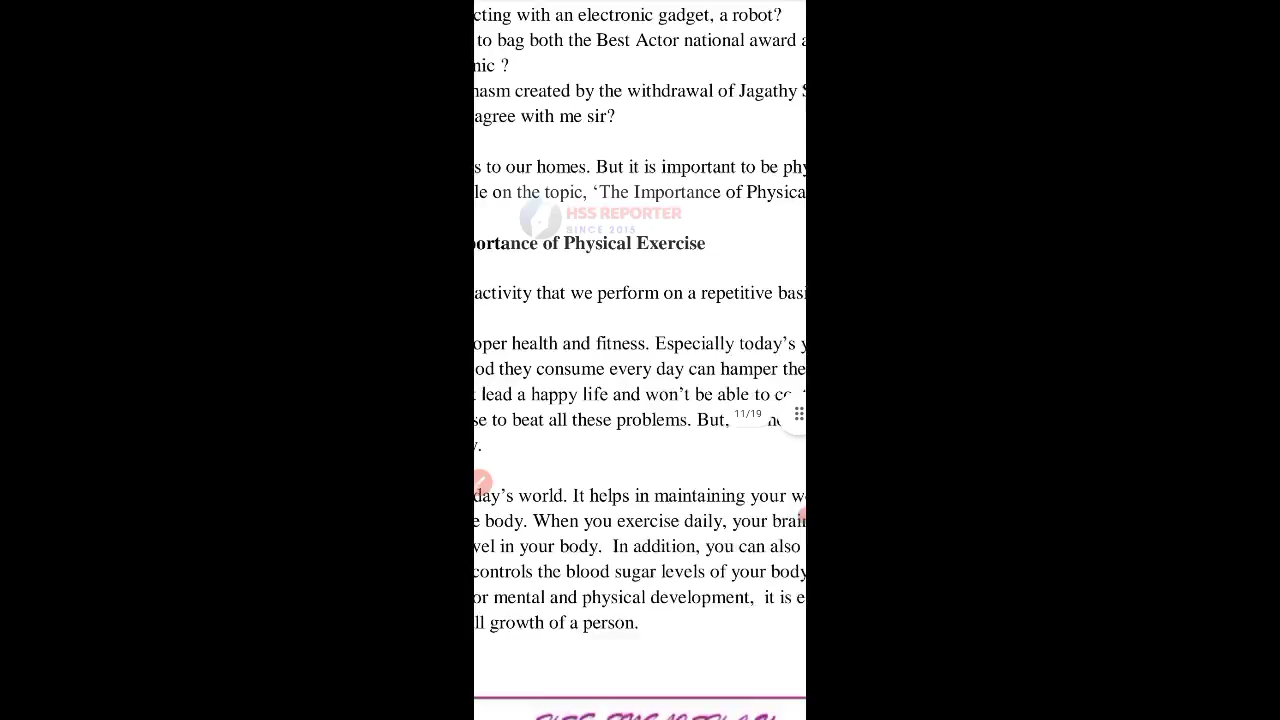 cting with an electronic gadget, a robot?
to bag both the Best Actor national award a
nic ?
hasm created by the withdrawal of Jagathy S
agree with me sir?
s to our homes. But it is important to be phy
le on the topic, ‘The Importance of Physica
HSS REPORTER
SINCE 2015
portance of Physical Exercise
activity that we perform on a repetitive basi
oper health and fitness. Especially today’s y
od they consume every day can hamper the
t lead a happy life and won’t be able to
se to beat all these problems. But,
11/19
y.
day’s world. It helps in maintaining your we
e body. When you exercise daily, your brain
vel in your body. In addition, you can also
controls the blood sugar levels of your body
or mental and physical development, it is e
ll growth of a person.